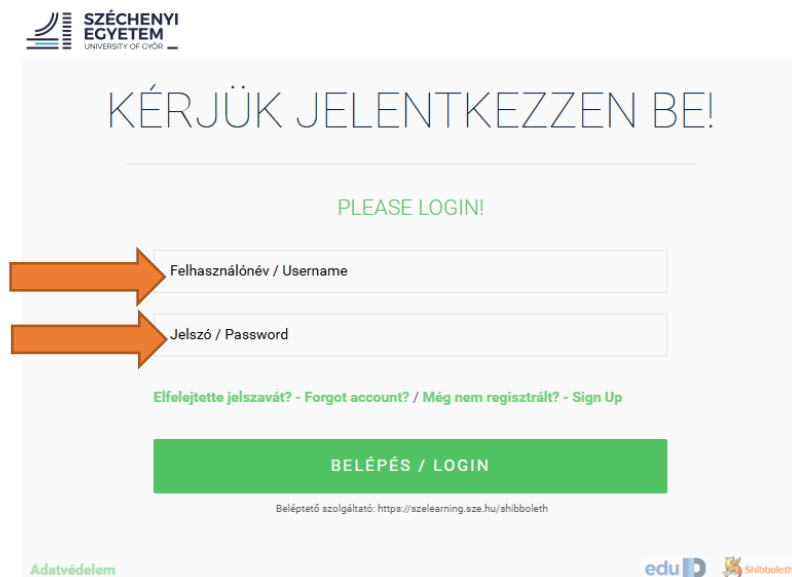 SZÉCHENYI
EGYETEM
UNIVERSITY OF GYŐR
KÉRJÜK JELENTKEZZEN BE!
PLEASE LOGIN!
Felhasználónév / Username
Jelszó / Password
Elfelejtette jelszavát? - Forgot account? / Még nem regisztrált? - Sign Up
BELÉPÉS / LOGIN
Beléptető szolgáltató: https://szelearning.sze.hu/shibboleth
Adatvédelem
edu D Shibboleth